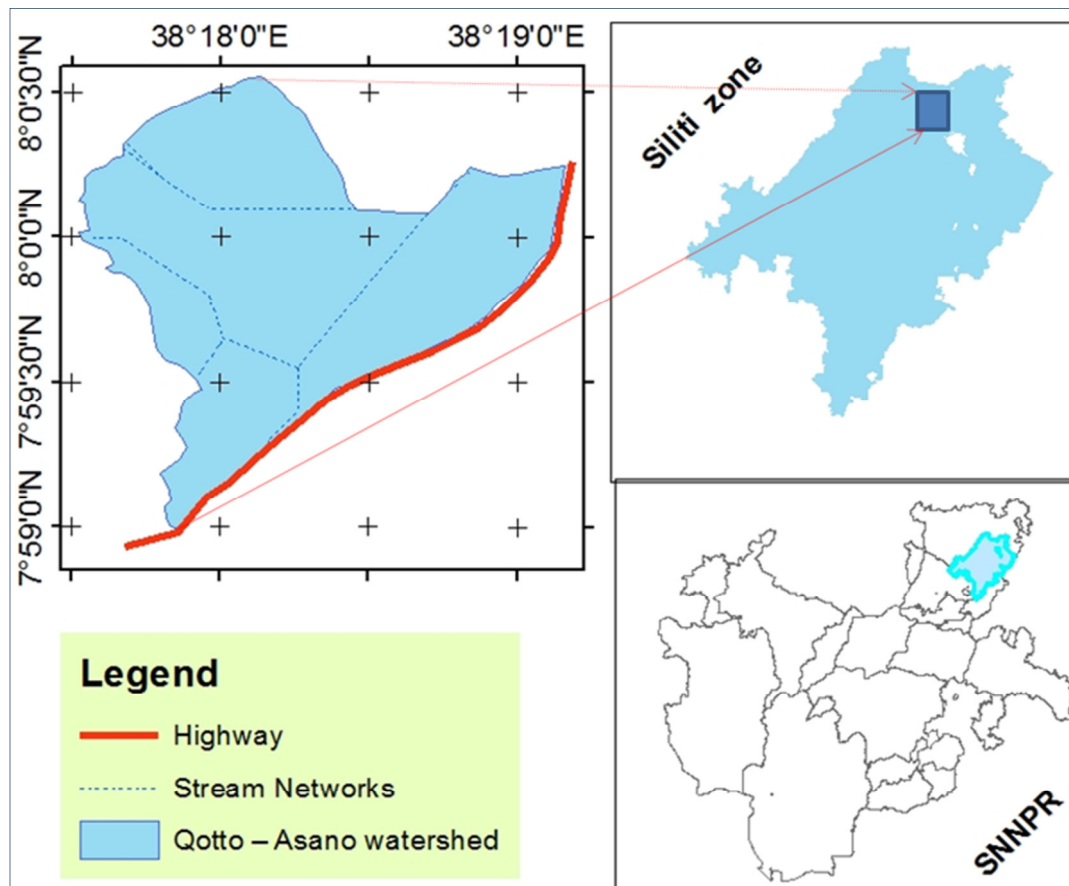 38°18'0"E
38°19'0"E
8°0'30"N
8°0'0"N
7°59'30"N
7°59'0"N
Siliti zone
SNNPR
Legend
Highway
Stream Networks
Qotto – Asano watershed